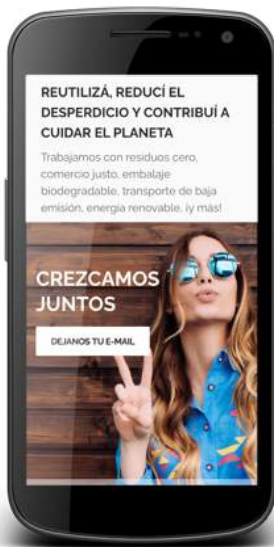 REUTILIZÁ, REDUCÍ EL
DESPERDICIO Y CONTRIBUÍ A
CUIDAR EL PLANETA
Trabajamos con residuos cero,
comercio justo, embalaje
biodegradable, transporte de baja
emisión, energía renovable, ¡y más!
CREZCAMOS
JUNTOS
DEJANOS TU E-MAIL